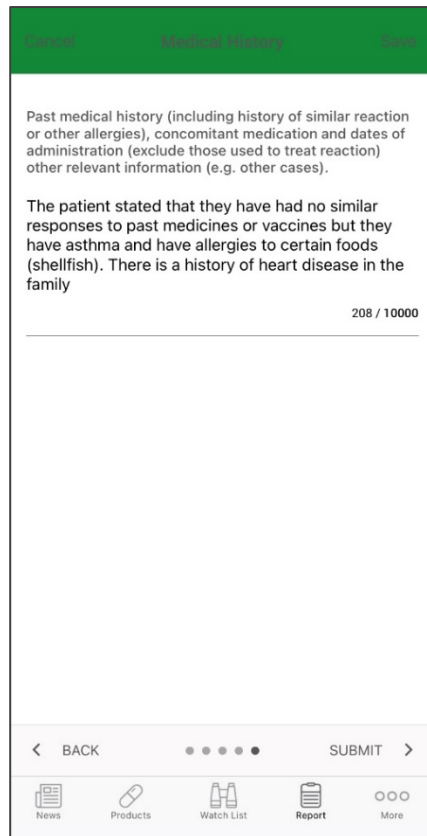 Cancel Medical History Save
Past medical history (including history of similar reaction
or other allergies), concomitant medication and dates of
administration (exclude those used to treat reaction)
other relevant information (e.g. other cases).
The patient stated that they have had no similar
responses to past medicines or vaccines but they
have asthma and have allergies to certain foods
(shellfish). There is a history of heart disease in the
family
208 / 10000
BACK SUBMIT
News Products Watch List Report More